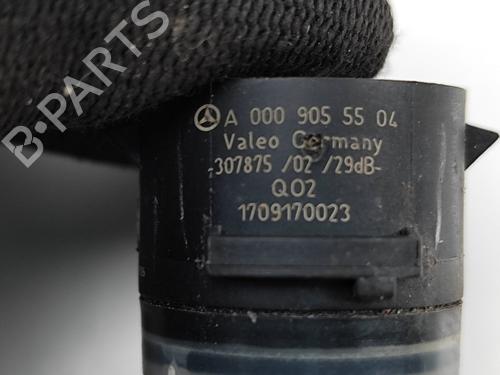 B-PARTS
A 000 905 55 04
Valeo Germany
-307875 /02 /29dB-
Q02
1709170023